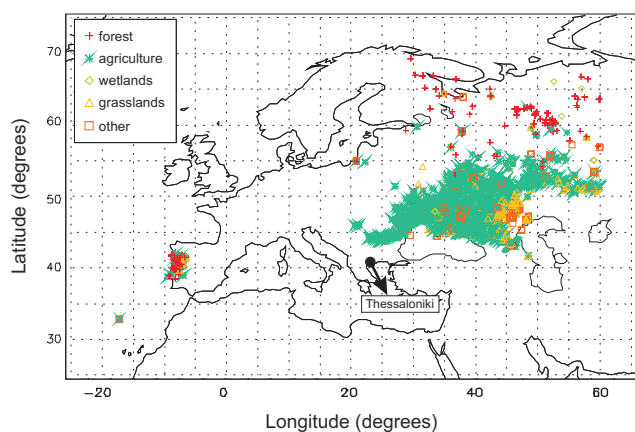 forest
agriculture
wetlands
grasslands
other
Latitude (degrees)
70
60
50
40
30
Thessaloniki
−20
0
20
40
60
Longitude (degrees)